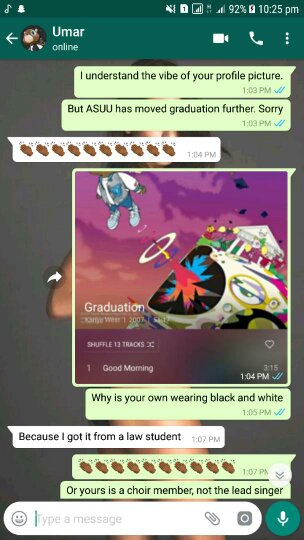 92% 10:25 pm
Umar
online
I understand the vibe of your profile picture.
1:03 PM
But ASUU has moved graduation further. Sorry
1:03 PM
1:04 PM
Graduation
Kanye West | 2007 |
SHUFFLE 13 TRACKS
1 Good Morning 3:15
1:04 PM
Why is your own wearing black and white
1:05 PM
Because I got it from a law student 1:07 PM
1:07 PM
Or yours is a choir member, not the lead singer
Type a message